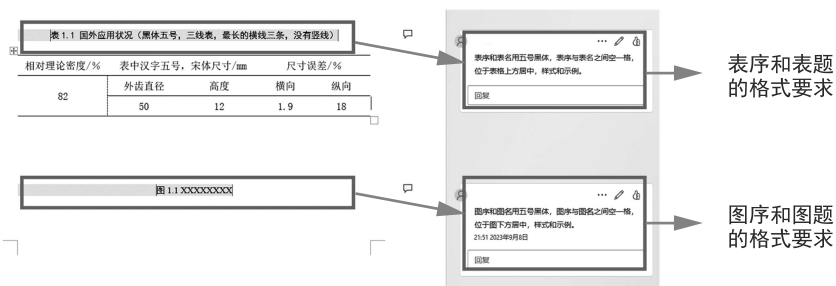 表 1.1 国外应用状况（黑体五号，三线表，最长的横线三条，没有竖线）
相对理论密度/% 表中汉字五号，宋体尺寸/mm 尺寸误差/%
82 外齿直径 高度 横向 纵向
50 12 1.9 18
表序和表名用五号黑体，表序与表名之间空一格，
位于表格上方居中，样式和示例。
回复
表序和表题
的格式要求
图 1.1 XXXXXXXX
图序和图名用五号黑体，图序与图名之间空一格，
位于图下方居中，样式和示例。
21:51 2023年9月8日
回复
图序和图题
的格式要求